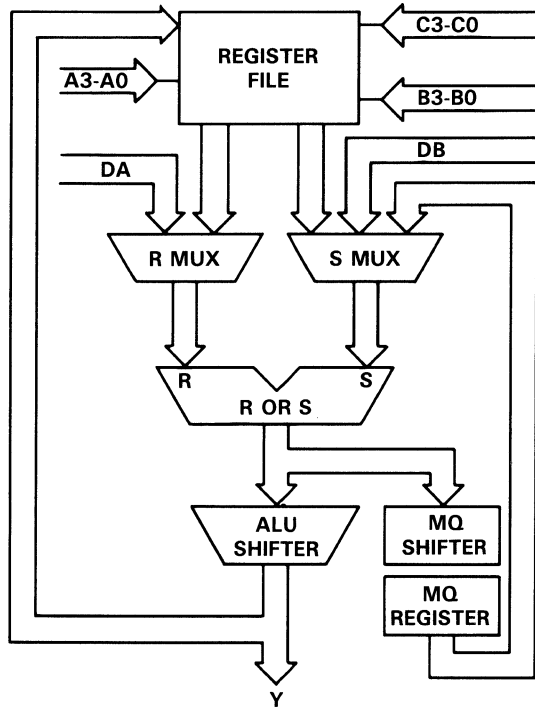 REGISTER
FILE
C3-C0
A3-A0
B3-B0
DA
DB
R MUX
S MUX
R
S
R OR S
ALU
SHIFTER
MQ
SHIFTER
MQ
REGISTER
Y